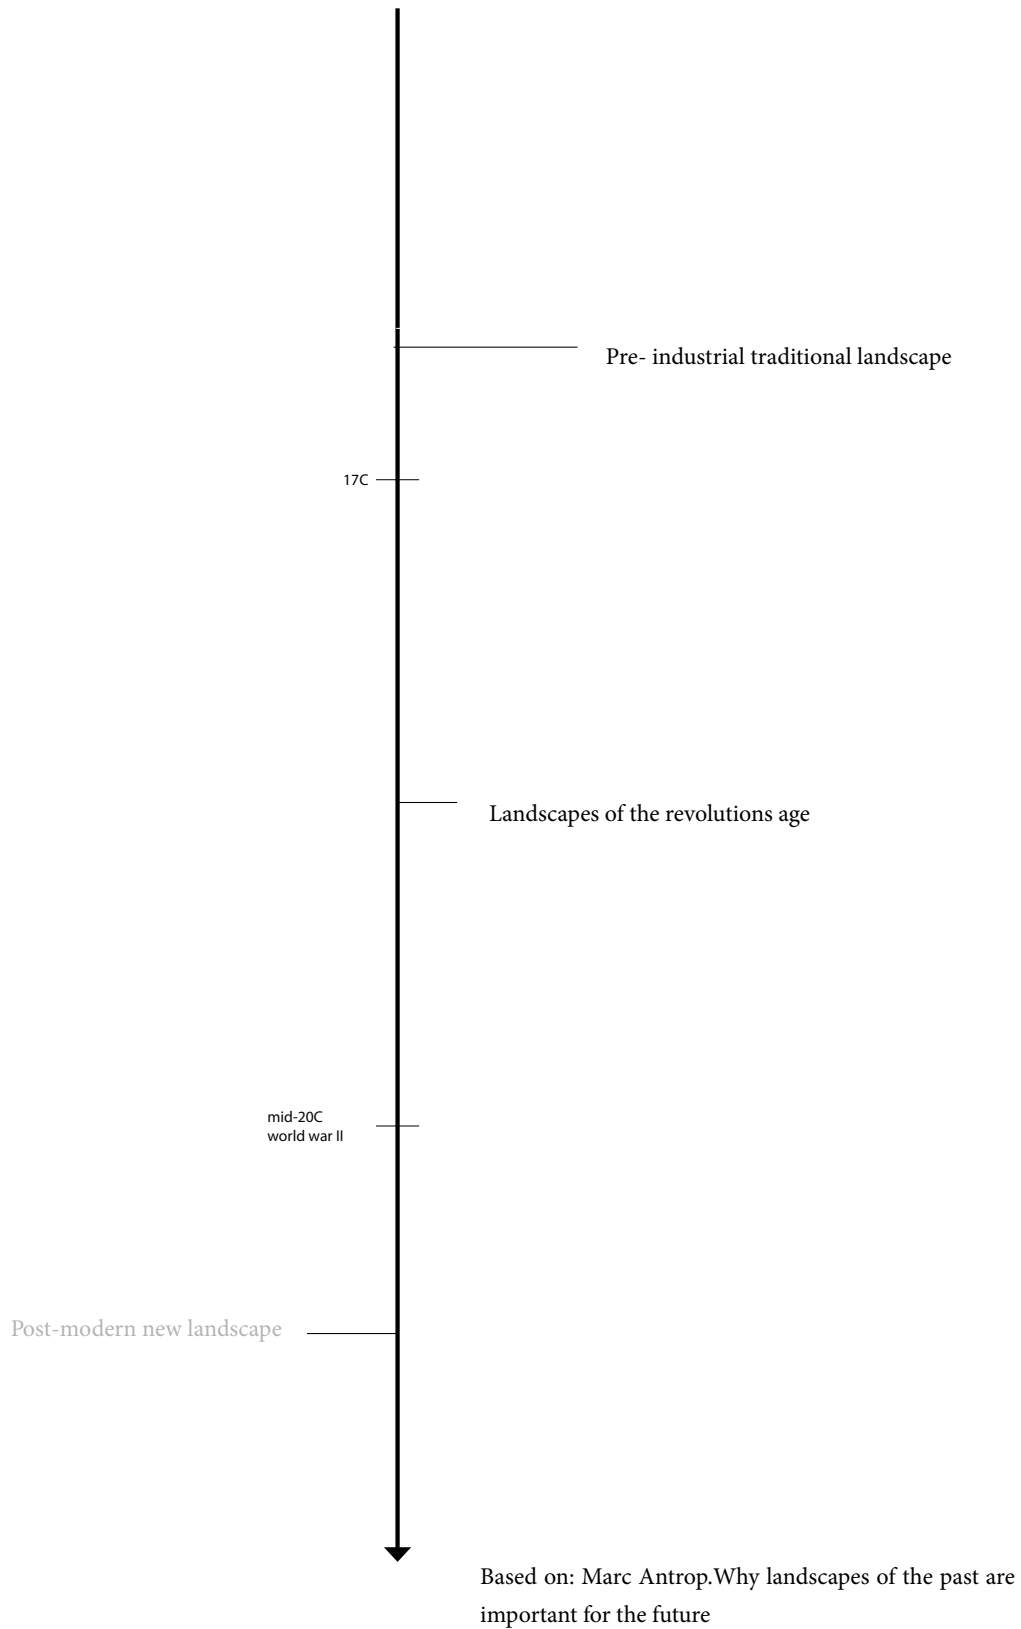 Pre- industrial traditional landscape
17C
Landscapes of the revolutions age
mid-20C
world war II
Post-modern new landscape
Based on: Marc Antrop.Why landscapes of the past are
important for the future